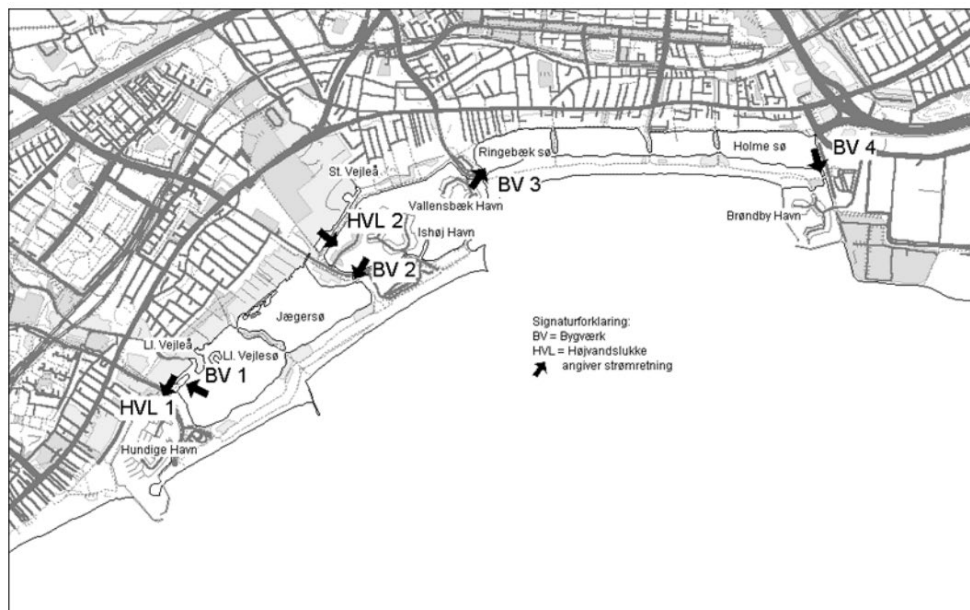 BV 4
Ringebæk sø
Holme sø
St. Vejleå
BV 3
Vallensbæk Havn
HVL 2
Brøndby Havn
Ishøj Havn
BV 2
Jægersø
Signaturforklaring:
BV = Bygværk
HVL = Højvandslukke
angiver strømretning
Ll. Vejleå
Ll. Vejlesø
BV 1
HVL 1
Hundige Havn